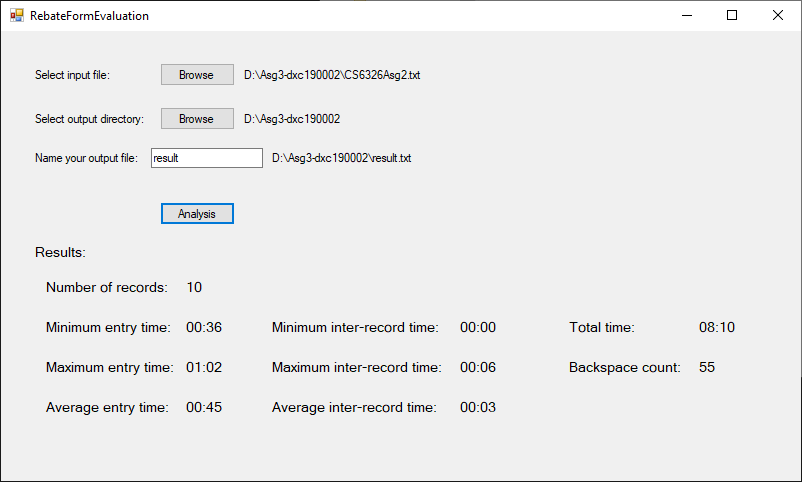 RebateFormEvaluation
Select input file: Browse D:\Asg3-dxc190002\CS6326Asg2.txt
Select output directory: Browse D:\Asg3-dxc190002
Name your output file: result D:\Asg3-dxc190002\result.txt
Analysis
Results:
Number of records: 10
Minimum entry time: 00:36 Minimum inter-record time: 00:00 Total time: 08:10
Maximum entry time: 01:02 Maximum inter-record time: 00:06 Backspace count: 55
Average entry time: 00:45 Average inter-record time: 00:03